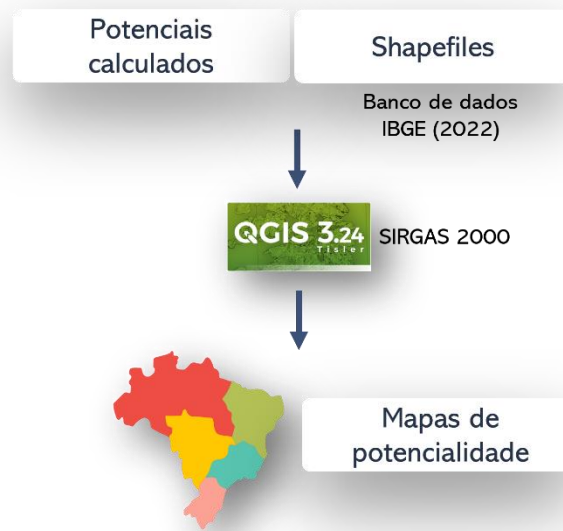 Potenciais
calculados
Shapefiles
Banco de dados
IBGE (2022)
QGIS 3.24
Tisler
SIRGAS 2000
Mapas de
potencialidade